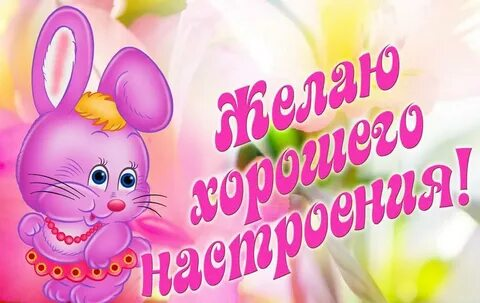 Желаю
хорошего
настроения!